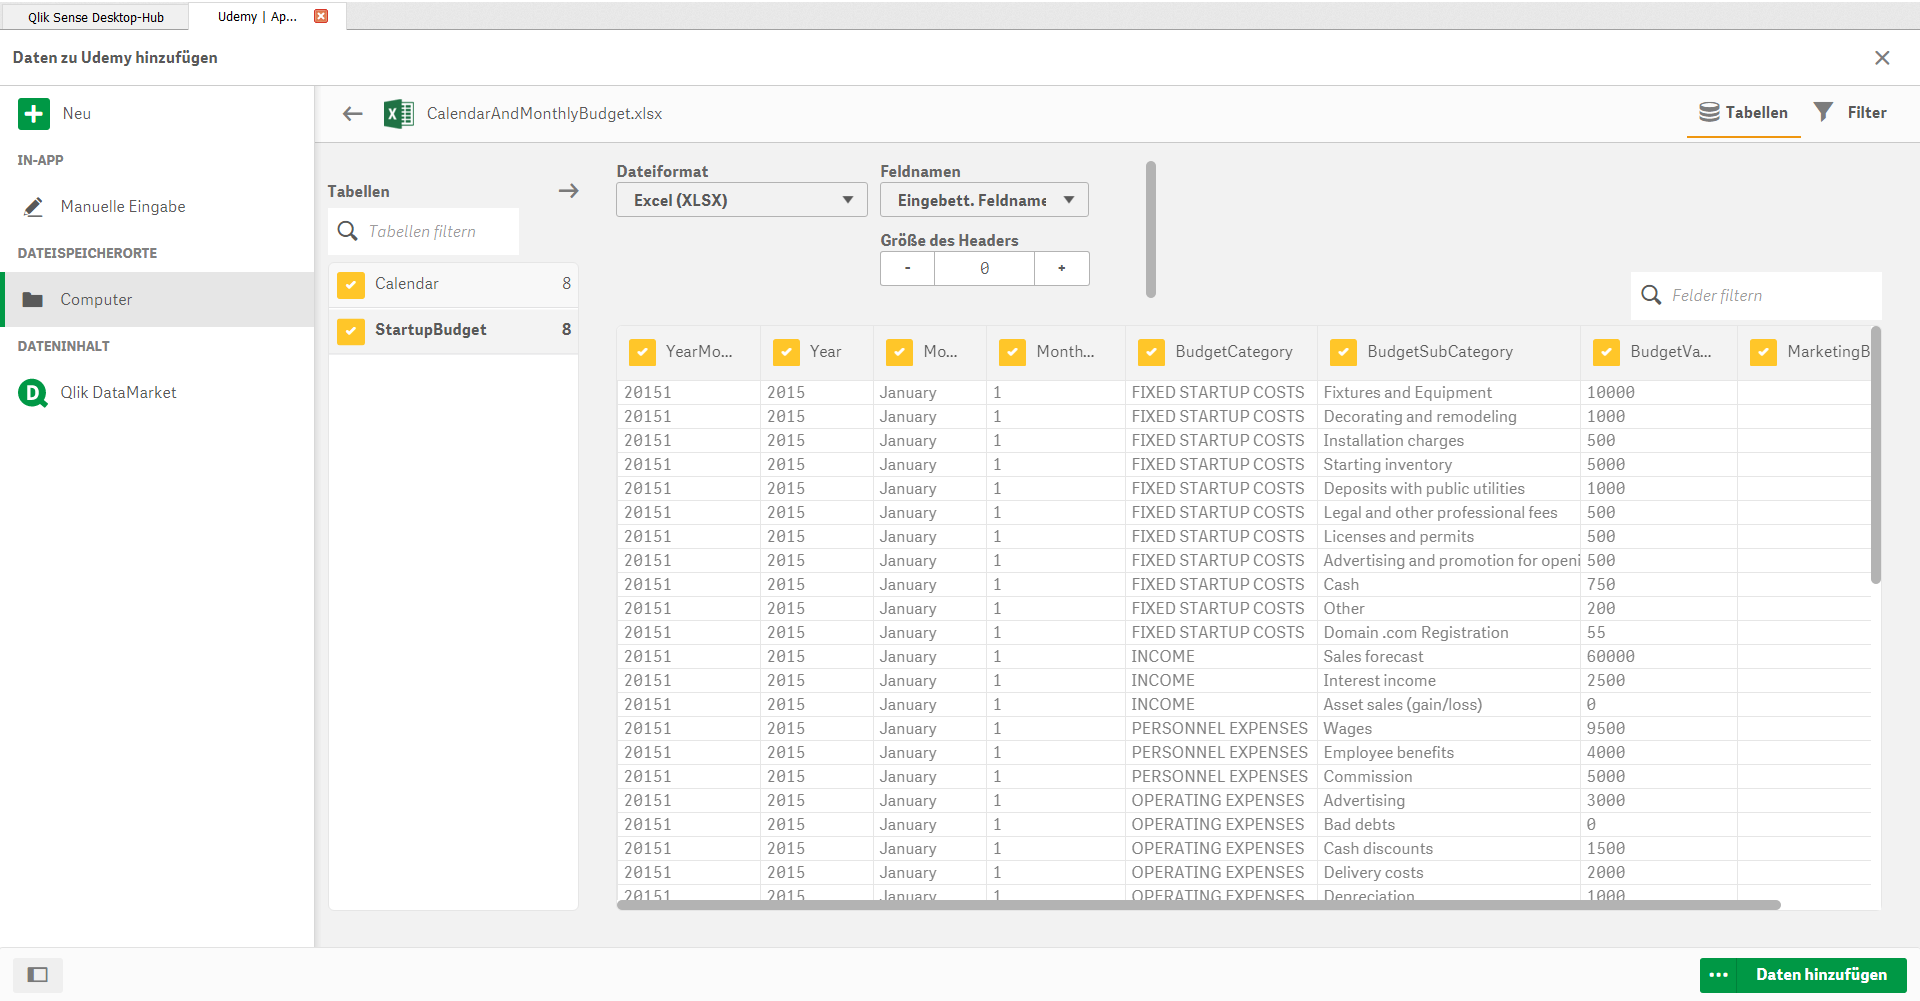 Qlik Sense Desktop-Hub
Udemy | Ap...
Daten zu Udemy hinzufügen
Neu
IN-APP
Manuelle Eingabe
DATEISPEICHERORTE
Computer
DATENINHALT
Qlik DataMarket
CalendarAndMonthlyBudget.xlsx
Tabellen
Filter
Tabellen
Tabellen filtern
Calendar 8
StartupBudget 8
Dateiformat
Excel (XLSX)
Feldnamen
Eingebett. Feldname
Größe des Headers
- 0 +
Felder filtern
YearMo... Year Mo... Month... BudgetCategory BudgetSubCategory BudgetVa... MarketingB
20151 2015 January 1 FIXED STARTUP COSTS Fixtures and Equipment 10000
20151 2015 January 1 FIXED STARTUP COSTS Decorating and remodeling 1000
20151 2015 January 1 FIXED STARTUP COSTS Installation charges 500
20151 2015 January 1 FIXED STARTUP COSTS Starting inventory 5000
20151 2015 January 1 FIXED STARTUP COSTS Deposits with public utilities 1000
20151 2015 January 1 FIXED STARTUP COSTS Legal and other professional fees 500
20151 2015 January 1 FIXED STARTUP COSTS Licenses and permits 500
20151 2015 January 1 FIXED STARTUP COSTS Advertising and promotion for openi 500
20151 2015 January 1 FIXED STARTUP COSTS Cash 750
20151 2015 January 1 FIXED STARTUP COSTS Other 200
20151 2015 January 1 FIXED STARTUP COSTS Domain .com Registration 55
20151 2015 January 1 INCOME Sales forecast 60000
20151 2015 January 1 INCOME Interest income 2500
20151 2015 January 1 INCOME Asset sales (gain/loss) 0
20151 2015 January 1 PERSONNEL EXPENSES Wages 9500
20151 2015 January 1 PERSONNEL EXPENSES Employee benefits 4000
20151 2015 January 1 PERSONNEL EXPENSES Commission 5000
20151 2015 January 1 OPERATING EXPENSES Advertising 3000
20151 2015 January 1 OPERATING EXPENSES Bad debts 0
20151 2015 January 1 OPERATING EXPENSES Cash discounts 1500
20151 2015 January 1 OPERATING EXPENSES Delivery costs 2000
20151 2015 January 1 OPERATING EXPENSES Depreciation 1000
... Daten hinzufügen